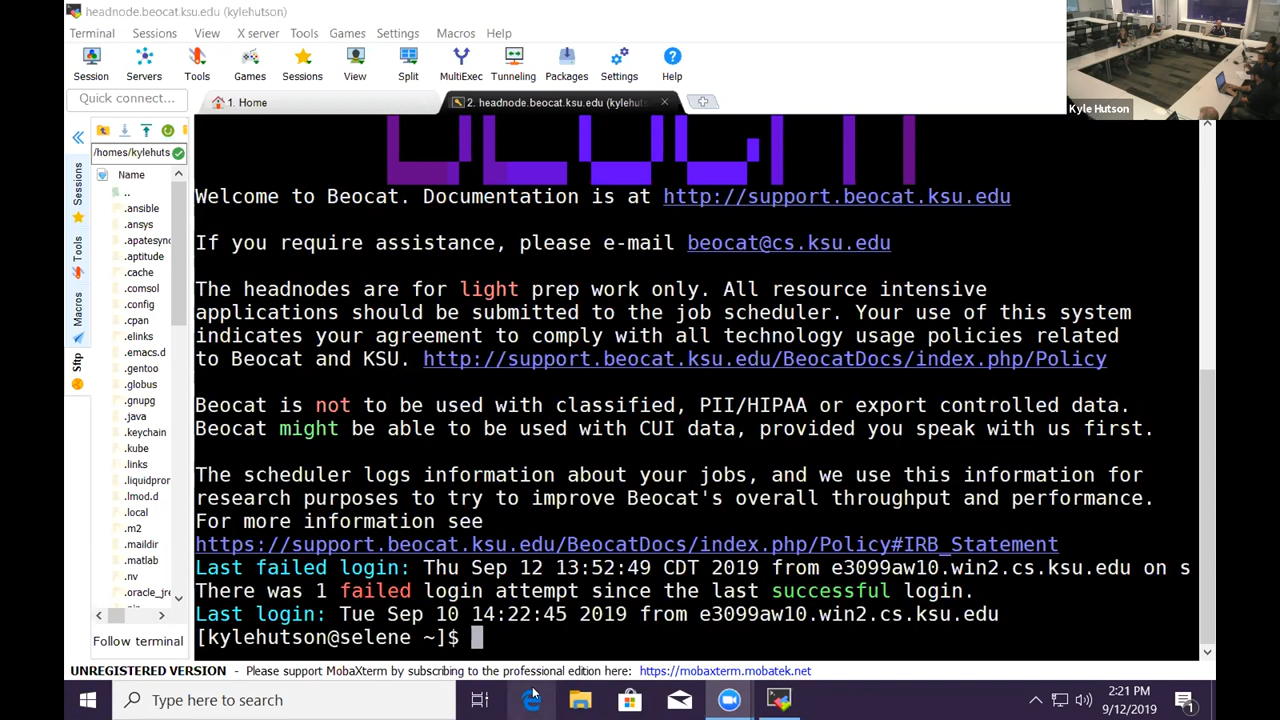 headnode.beocat.ksu.edu (kylehutson)
Terminal Sessions View X server Tools Games Settings Macros Help
Session Servers Tools Games Sessions View Split MultiExec Tunneling Packages Settings Help
Kyle Hutson
Quick connect...
1. Home
2. headnode.beocat.ksu.edu (kylehuts
/homes/kylehuts
Sessions
Tools
Macros
Sftp
Name
..
.ansible
.ansys
.apatesync
.aptitude
.cache
.comsol
.config
.cpan
.elinks
.emacs.d
.gentoo
.globus
.gnupg
.java
.keychain
.kube
.links
.liquidpron
.lmod.d
.local
.m2
.maildir
.matlab
.nv
.oracle_jre
Follow terminal
Welcome to Beocat. Documentation is at http://support.beocat.ksu.edu
If you require assistance, please e-mail beocat@cs.ksu.edu
The headnodes are for light prep work only. All resource intensive
applications should be submitted to the job scheduler. Your use of this system
indicates your agreement to comply with all technology usage policies related
to Beocat and KSU. http://support.beocat.ksu.edu/BeocatDocs/index.php/Policy
Beocat is not to be used with classified, PII/HIPAA or export controlled data.
Beocat might be able to be used with CUI data, provided you speak with us first.
The scheduler logs information about your jobs, and we use this information for
research purposes to try to improve Beocat's overall throughput and performance.
For more information see
https://support.beocat.ksu.edu/BeocatDocs/index.php/Policy#IRB_Statement
Last failed login: Thu Sep 12 13:52:49 CDT 2019 from e3099aw10.win2.cs.ksu.edu on s
There was 1 failed login attempt since the last successful login.
Last login: Tue Sep 10 14:22:45 2019 from e3099aw10.win2.cs.ksu.edu
[kylehutson@selene ~]$
UNREGISTERED VERSION - Please support MobaXterm by subscribing to the professional edition here: https://mobaxterm.mobatek.net
Type here to search
2:21 PM
9/12/2019
1